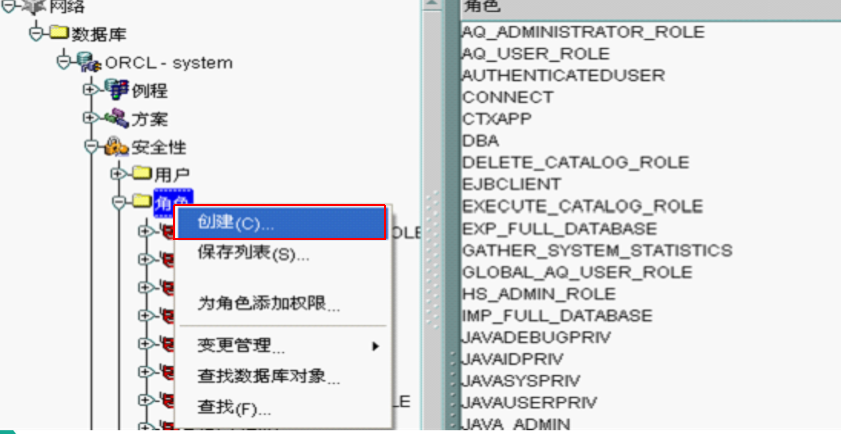 网络
数据库
ORCL - system
例程
方案
安全性
用户
角色
创建(C)...
保存列表(S)...
为角色添加权限...
变更管理...
查找数据库对象...
查找(F)...
OLE
LE
角色
AQ_ADMINISTRATOR_ROLE
AQ_USER_ROLE
AUTHENTICATEDUSER
CONNECT
CTXAPP
DBA
DELETE_CATALOG_ROLE
EJBCLIENT
EXECUTE_CATALOG_ROLE
EXP_FULL_DATABASE
GATHER_SYSTEM_STATISTICS
GLOBAL_AQ_USER_ROLE
HS_ADMIN_ROLE
IMP_FULL_DATABASE
JAVADEBUGPRIV
JAVAIDPRIV
JAVASYSPRIV
JAVAUSERPRIV
JAVA_ADMIN